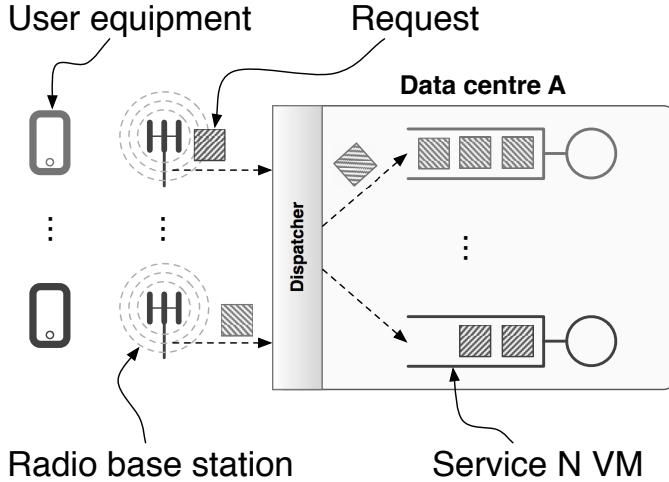 User equipment
Request
Data centre A
Dispatcher
Radio base station
Service N VM